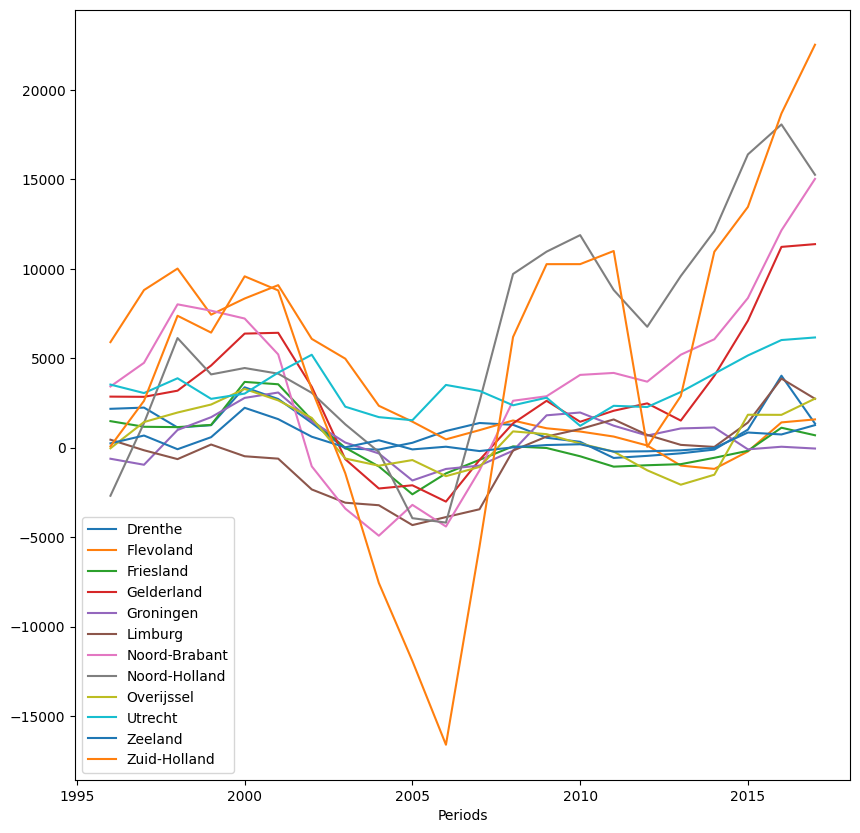 20000
15000
10000
5000
0
−5000
−10000
−15000
Drenthe
Flevoland
Friesland
Gelderland
Groningen
Limburg
Noord-Brabant
Noord-Holland
Overijssel
Utrecht
Zeeland
Zuid-Holland
1995 2000 2005 2010 2015
Periods